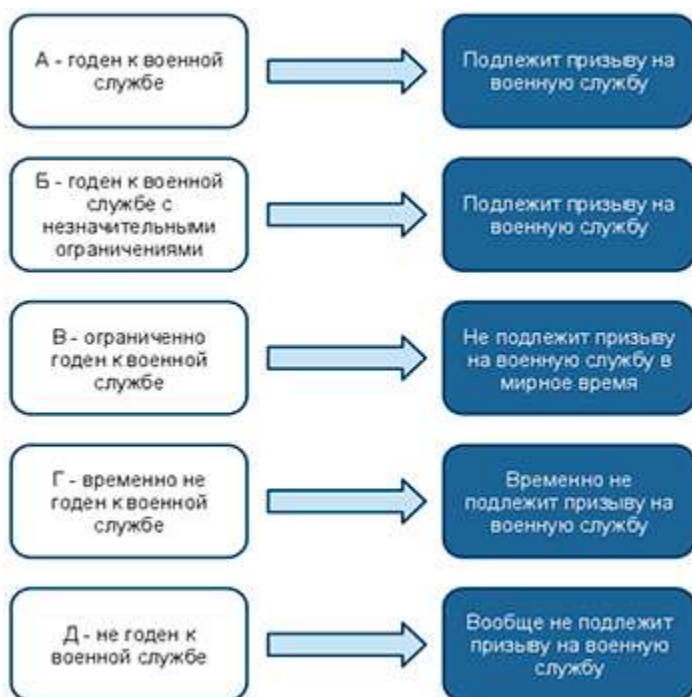 А - годен к военной
службе
Подлежит призыву на
военную службу
Б - годен к военной
службе с
незначительными
ограничениями
Подлежит призыву на
военную службу
В - ограниченно
годен к военной
службе
Не подлежит призыву
на военную службу в
мирное время
Г - временно не
годен к военной
службе
Временно не
подлежит призыву на
военную службу
Д - не годен к
военной службе
Вообще не подлежит
призыву на военную
службу